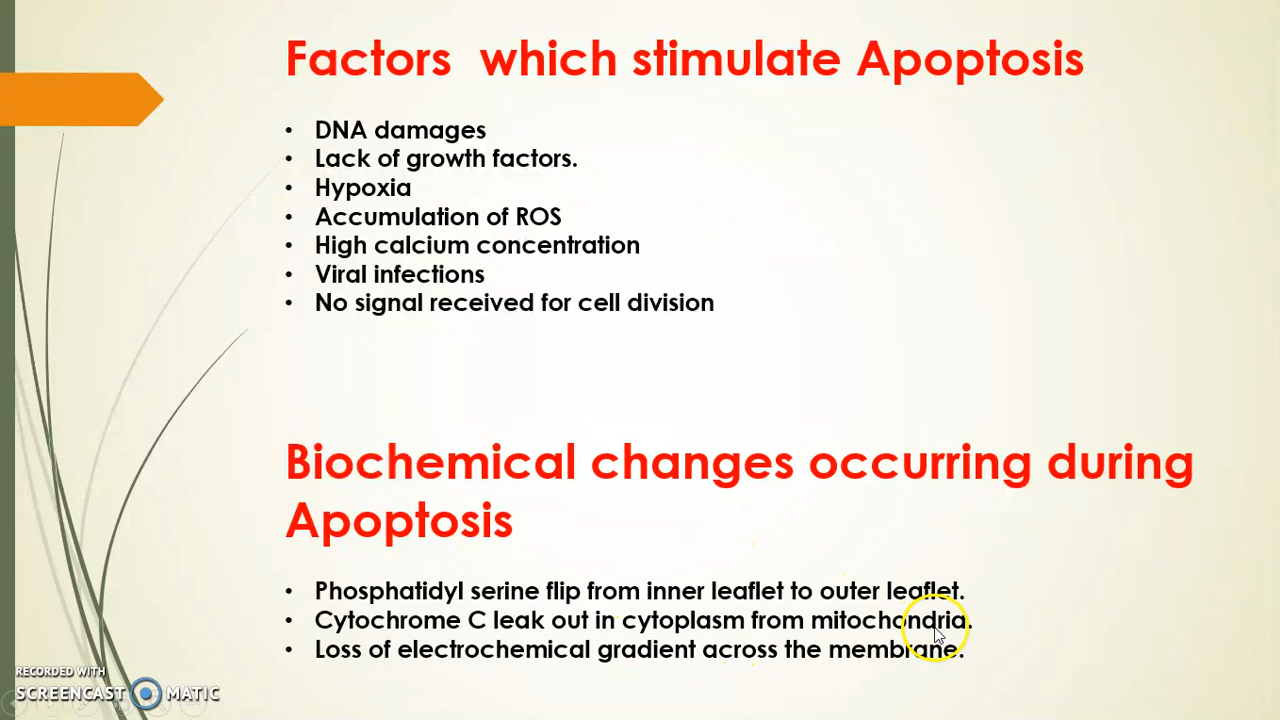 Factors which stimulate Apoptosis
• DNA damages
• Lack of growth factors.
• Hypoxia
• Accumulation of ROS
• High calcium concentration
• Viral infections
• No signal received for cell division
Biochemical changes occurring during
Apoptosis
• Phosphatidyl serine flip from inner leaflet to outer leaflet.
• Cytochrome C leak out in cytoplasm from mitochondria.
• Loss of electrochemical gradient across the membrane.
RECORDED WITH
SCREENCAST MATIC